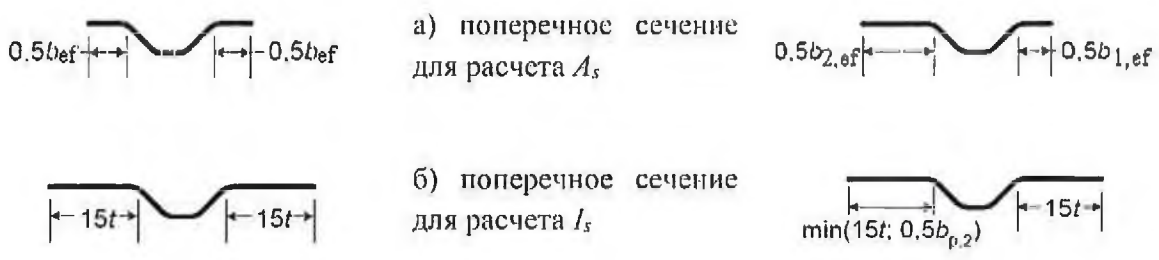 0.5bef
0.5bef
а) поперечное сечение
для расчета As
0.5b2,ef
0.5b1,ef
15t
15t
б) поперечное сечение
для расчета Is
min(15t; 0,5bp,2)
15t